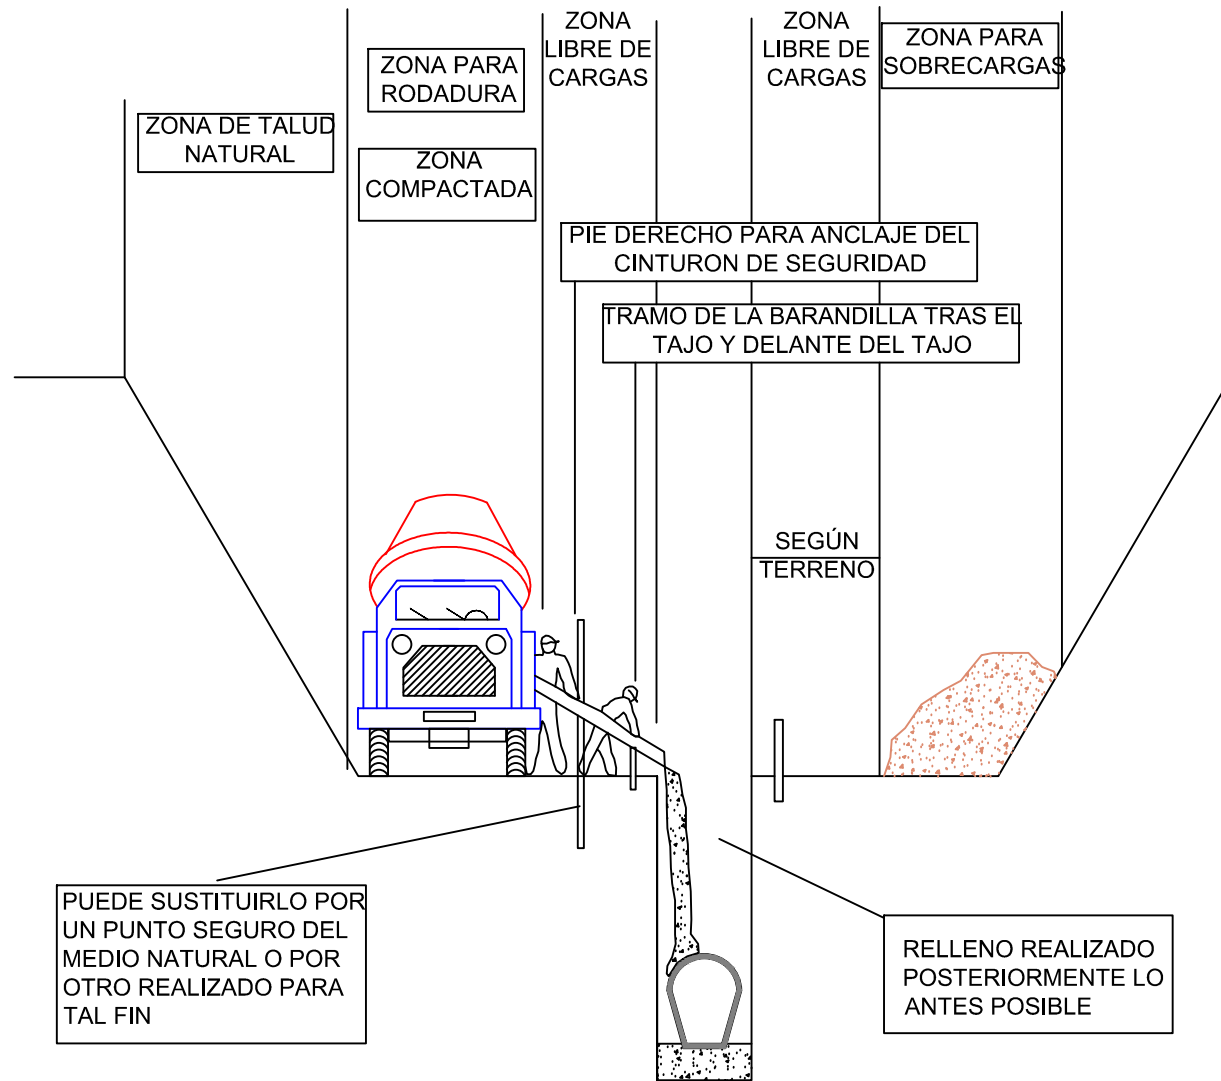 ZONA DE TALUD
NATURAL
ZONA PARA
RODADURA
ZONA
COMPACTADA
ZONA
LIBRE DE
CARGAS
ZONA
LIBRE DE
CARGAS
ZONA PARA
SOBRECARGAS
PIE DERECHO PARA ANCLAJE DEL
CINTURON DE SEGURIDAD
TRAMO DE LA BARANDILLA TRAS EL
TAJO Y DELANTE DEL TAJO
SEGÚN
TERRENO
PUEDE SUSTITUIRLO POR
UN PUNTO SEGURO DEL
MEDIO NATURAL O POR
OTRO REALIZADO PARA
TAL FIN
RELLENO REALIZADO
POSTERIORMENTE LO
ANTES POSIBLE